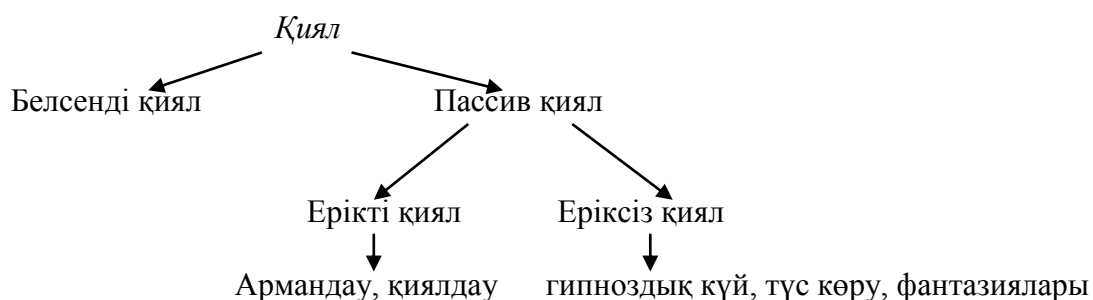 Қиял
Белсенді қиял Пассив қиял
Ерікті қиял Еріксіз қиял
Армандау, қиялдау гипноздық күй, түс көру, фантазиялары